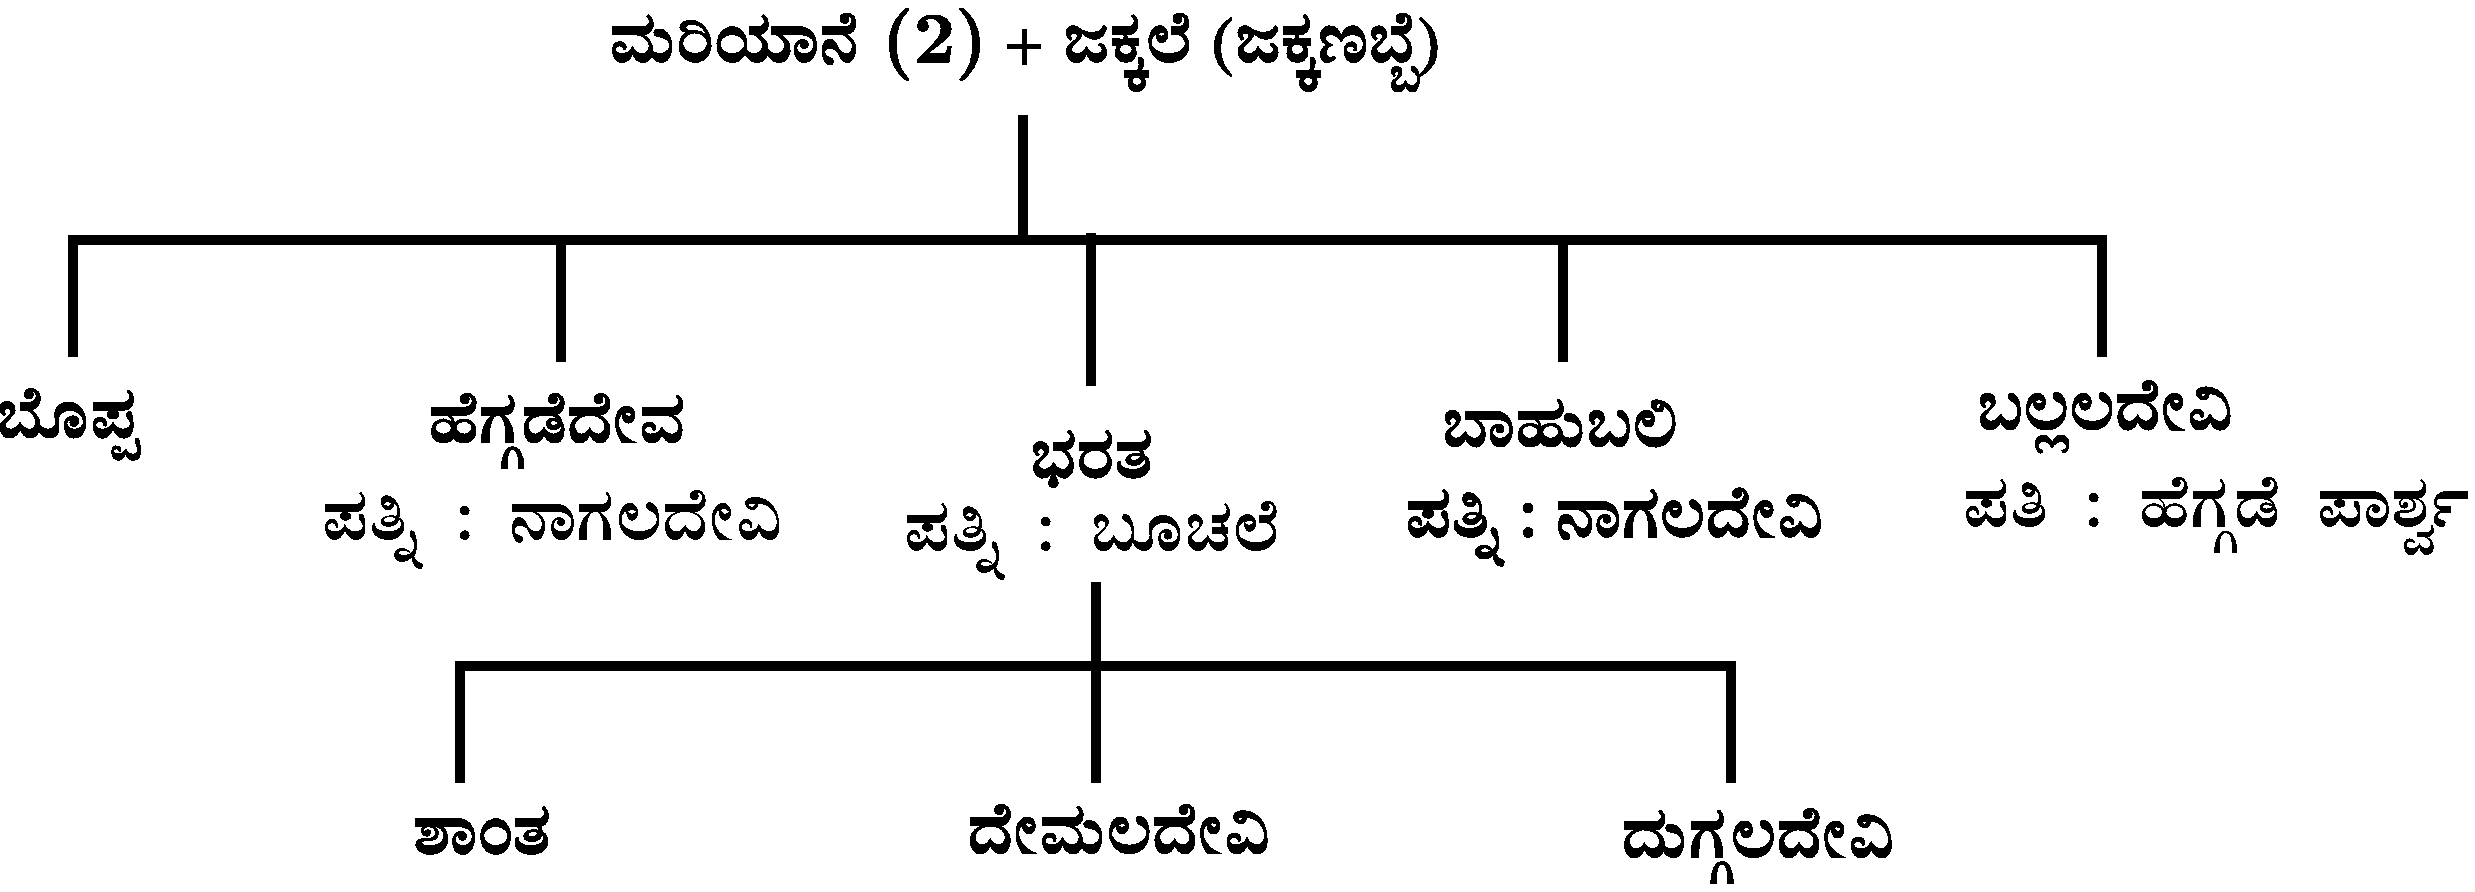 ಮರಿಯಾನೆ (2) + ಜಕ್ಕಲೆ (ಜಕ್ಕಣಬ್ಬೆ)
ಬೊಪ್ಪ
ಹೆಗ್ಗಡೆದೇವ
ಪತ್ನಿ : ನಾಗಲದೇವಿ
ಭರತ
ಪತ್ನಿ : ಬೂಚಲೆ
ಬಾಹುಬಲಿ
ಪತ್ನಿ : ನಾಗಲದೇವಿ
ಬಲ್ಲಲದೇವಿ
ಪತಿ : ಹೆಗ್ಗಡೆ ಪಾರ್ಶ್ವ
ಶಾಂತ
ದೇಮಲದೇವಿ
ದುಗ್ಗಲದೇವಿ